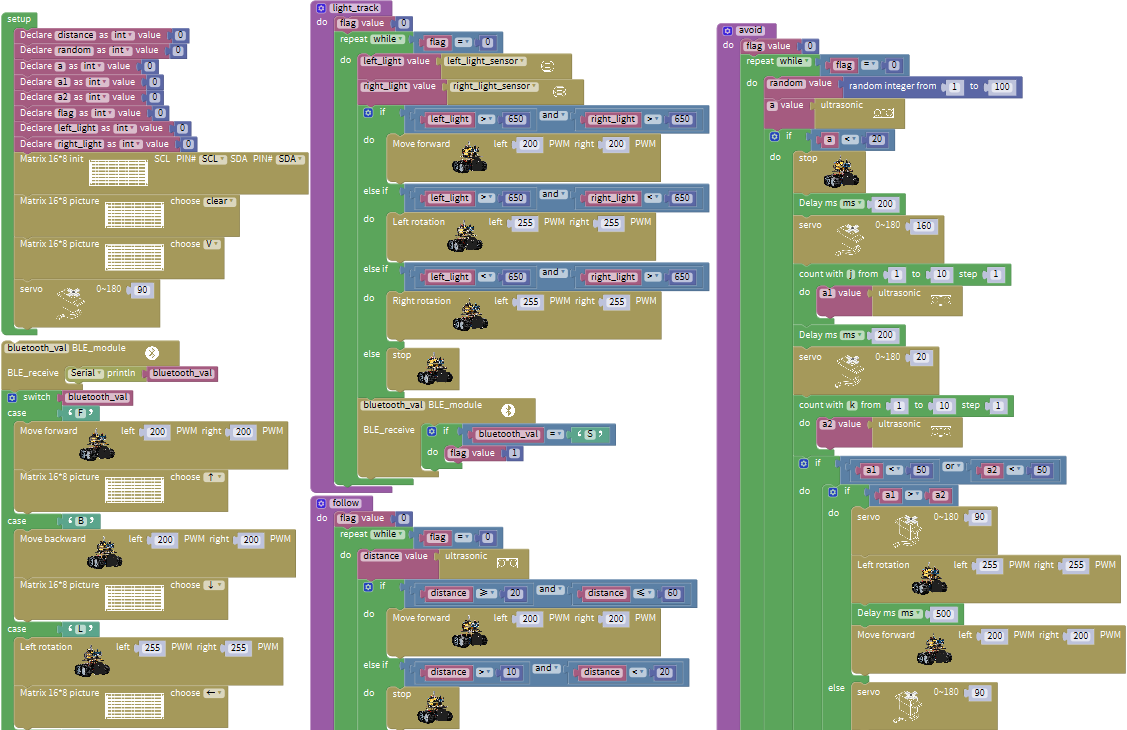 setup
Declare distance as int value 0
Declare random as int value 0
Declare a as int value 0
Declare a1 as int value 0
Declare a2 as int value 0
Declare flag as int value 0
Declare left_light as int value 0
Declare right_light as int value 0
Matrix 16*8 init SCL PIN# SCL SDA PIN# SDA
Matrix 16*8 picture choose clear
Matrix 16*8 picture choose V
servo 0~180 90
bluetooth_val BLE_module
BLE_receive Serial println bluetooth_val
switch bluetooth_val
case “ F ”
Move forward left 200 PWM right 200 PWM
Matrix 16*8 picture choose ↑
case “ B ”
Move backward left 200 PWM right 200 PWM
Matrix 16*8 picture choose ↓
case “ L ”
Left rotation left 255 PWM right 255 PWM
Matrix 16*8 picture choose ←
light_track
do flag value 0
repeat while flag = 0
do left_light value left_light_sensor
right_light value right_light_sensor
if left_light > 650 and right_light > 650
do Move forward left 200 PWM right 200 PWM
else if left_light > 650 and right_light < 650
do Left rotation left 255 PWM right 255 PWM
else if left_light < 650 and right_light > 650
do Right rotation left 255 PWM right 255 PWM
else stop
bluetooth_val BLE_module
BLE_receive if bluetooth_val = “ S ”
do flag value 1
follow
do flag value 0
repeat while flag = 0
do distance value ultrasonic
if distance ≥ 20 and distance ≤ 60
do Move forward left 200 PWM right 200 PWM
else if distance > 10 and distance < 20
do stop
avoid
do flag value 0
repeat while flag = 0
do random value random integer from 1 to 100
a value ultrasonic
if a < 20
do stop
Delay ms ms 200
servo 0~180 160
count with j from 1 to 10 step 1
do a1 value ultrasonic
Delay ms ms 200
servo 0~180 20
count with k from 1 to 10 step 1
do a2 value ultrasonic
if a1 < 50 or a2 < 50
do if a1 > a2
do servo 0~180 90
Left rotation left 255 PWM right 255 PWM
Delay ms ms 500
Move forward left 200 PWM right 200 PWM
else servo 0~180 90